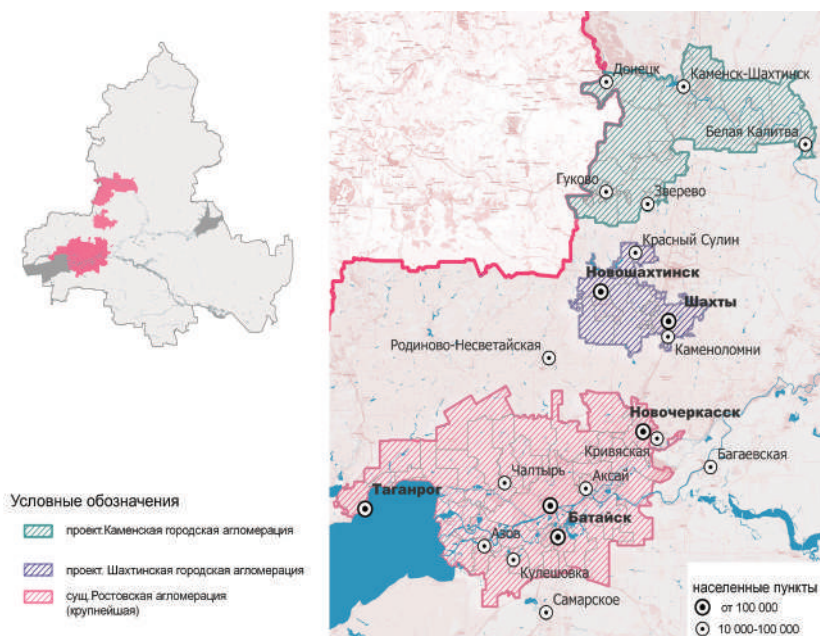 Донецк
Каменск-Шахтинск
Белая Калитва
Гуково
Зверево
Красный Сулин
Новошахтинск
Шахты
Родиново-Несветайская
Каменоломни
Новочеркасск
Кривяская
Багаевская
Чалтырь
Аксай
Таганрог
Батайск
Азов
Кулешовка
Самарское
Условные обозначения
проект.Каменская городская агломерация
проект. Шахтинская городская агломерация
сущ.Ростовская агломерация
(крупнейшая)
населенные пункты
от 100 000
10 000-100 000